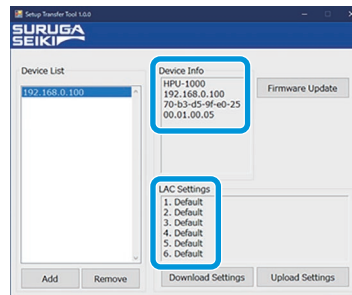 Setup Transfer Tool 1.0.0
SURUGA
SEIKI
Device List
192.168.0.100
Add
Remove
Device Info
HPU-1000
192.168.0.100
70-b3-d5-9f-e0-25
00.01.00.05
Firmware Update
LAC Settings
1. Default
2. Default
3. Default
4. Default
5. Default
6. Default
Download Settings
Upload Settings